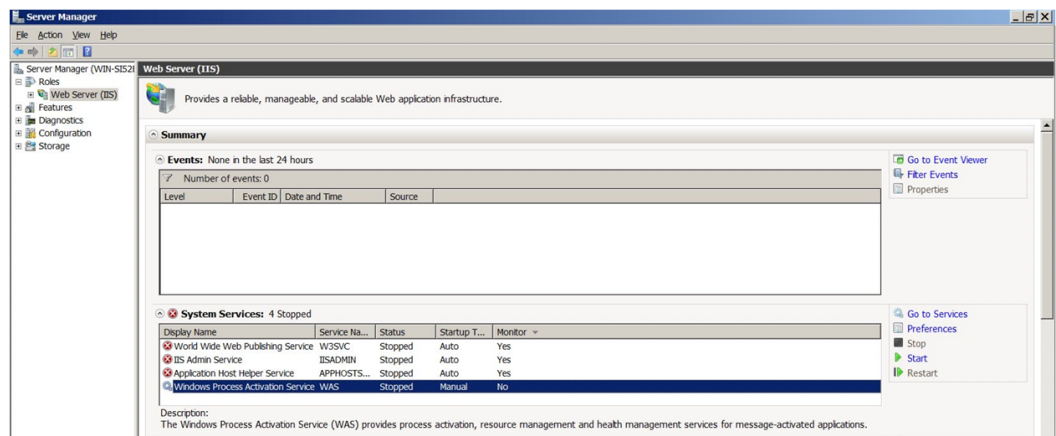 Server Manager
File Action View Help
Server Manager (WIN-SI528
Roles
Web Server (IIS)
Features
Diagnostics
Configuration
Storage
Web Server (IIS)
Provides a reliable, manageable, and scalable Web application infrastructure.
Summary
Events: None in the last 24 hours
Number of events: 0
Level Event ID Date and Time Source
Go to Event Viewer
Filter Events
Properties
System Services: 4 Stopped
Display Name Service Na... Status Startup T... Monitor
World Wide Web Publishing Service W3SVC Stopped Auto Yes
IIS Admin Service IISADMIN Stopped Auto Yes
Application Host Helper Service APPHOSTS... Stopped Auto Yes
Windows Process Activation Service WAS Stopped Manual No
Go to Services
Preferences
Stop
Start
Restart
Description:
The Windows Process Activation Service (WAS) provides process activation, resource management and health management services for message-activated applications.